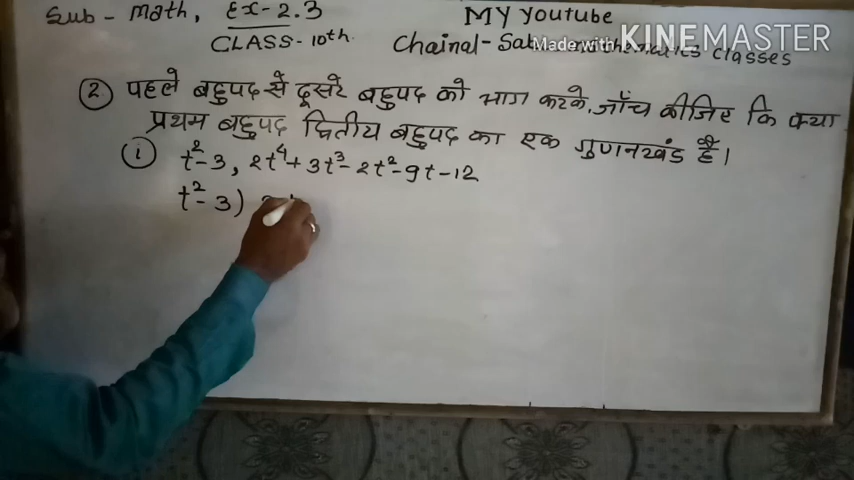 Sub - Math, Ex-2.3
MY Youtube
CLASS-10th.
Chainal - mathematics classes
Made with KINEMASTER
② पहले बहुपद से दूसरे बहुपद को भाग करके, जाँच कीजिए कि क्या
प्रथम बहुपद द्वितीय बहुपद का एक गुणनखंड है।
① t²-3, 2t⁴+3t³-2t²-9t-12
t²-3)